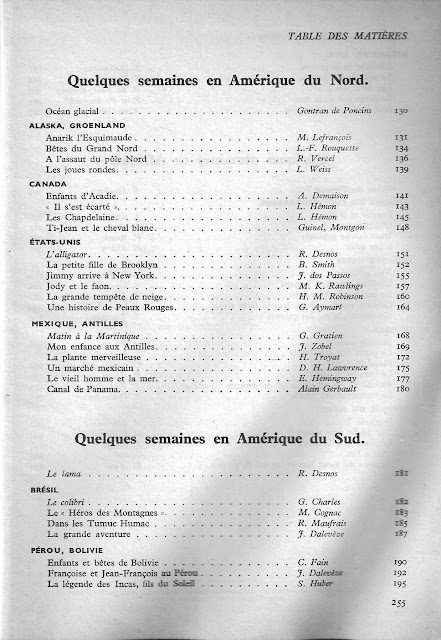 TABLE DES MATIÈRES
Quelques semaines en Amérique du Nord.
Océan glacial . . . . . . . . . . . . . . . . . Gontran de Poncins 130
ALASKA, GROENLAND
Anarik l'Esquimaude . . . . . . . . . . . . . . M. Lefrançois 131
Bêtes du Grand Nord . . . . . . . . . . . . . . L.-F. Rouquette 134
A l'assaut du pôle Nord . . . . . . . . . . . . R. Vercel 136
Les joues rondes . . . . . . . . . . . . . . . L. Weiss 139
CANADA
Enfants d'Acadie . . . . . . . . . . . . . . . A. Demaison 141
« Il s'est écarté » . . . . . . . . . . . . . . L. Hémon 143
Les Chapdelaine . . . . . . . . . . . . . . . . L. Hémon 145
Ti-Jean et le cheval blanc . . . . . . . . . . Guinel, Montgon 148
ÉTATS-UNIS
L'alligator . . . . . . . . . . . . . . . . . . R. Desnos 151
La petite fille de Brooklyn . . . . . . . . . . B. Smith 152
Jimmy arrive à New York . . . . . . . . . . . . J. dos Passos 155
Jody et le faon . . . . . . . . . . . . . . . . M. K. Rawlings 157
La grande tempête de neige . . . . . . . . . . H. M. Robinson 160
Une histoire de Peaux Rouges . . . . . . . . . G. Aymart 164
MEXIQUE, ANTILLES
Matin à la Martinique . . . . . . . . . . . . . G. Gratien 168
Mon enfance aux Antilles . . . . . . . . . . . J. Zobel 169
La plante merveilleuse . . . . . . . . . . . . H. Troyat 172
Un marché mexicain . . . . . . . . . . . . . . D. H. Lawvrence 175
Le vieil homme et la mer . . . . . . . . . . . E. Hemingway 177
Canal de Panama . . . . . . . . . . . . . . . . Alain Gerbault 180
Quelques semaines en Amérique du Sud.
Le lama . . . . . . . . . . . . . . . . . . . . R. Desnos 181
BRÉSIL
Le colibri . . . . . . . . . . . . . . . . . . G. Charles 182
Le « Héros des Montagnes » . . . . . . . . . . M. Cognac 183
Dans les Tumuc Humac . . . . . . . . . . . . . R. Maufrais 185
La grande aventure . . . . . . . . . . . . . . J. Dalevèze 187
PÉROU, BOLIVIE
Enfants et bêtes de Bolivie . . . . . . . . . . C. Fain 190
Françoise et Jean-François au Pérou . . . . . . J. Dalevèze 192
La légende des Incas, fils du Soleil . . . . . S. Huber 195
255